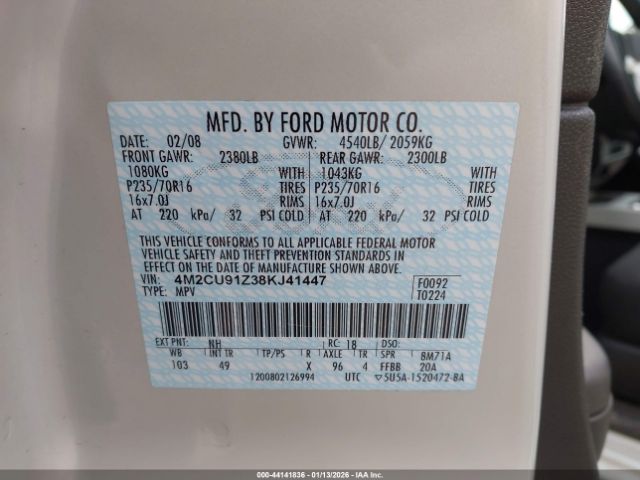 MFD. BY FORD MOTOR CO.
DATE: 02/08 GVWR: 4540LB/ 2059KG
FRONT GAWR: 2380LB REAR GAWR: 2300LB
1080KG WITH 1043KG WITH
P235/70R16 TIRES P235/70R16 TIRES
16x7.0J RIMS 16x7.0J RIMS
AT 220 kPa/ 32 PSI COLD AT 220 kPa/ 32 PSI COLD
THIS VEHICLE CONFORMS TO ALL APPLICABLE FEDERAL MOTOR
VEHICLE SAFETY AND THEFT PREVENTION STANDARDS IN
EFFECT ON THE DATE OF MANUFACTURE SHOWN ABOVE.
VIN: 4M2CU91Z38KJ41447 F0092
TYPE: MPV T0224
EXT PNT: NH RC: 18 DSO:
WB INT TR TP/PS R AXLE TR SPR 8M71A
103 49 X 96 4 FFBB 20A
1200802126994 UTC ▽5U5A-1520472-BA
000-44141836 - 01/13/2026 - IAA Inc.